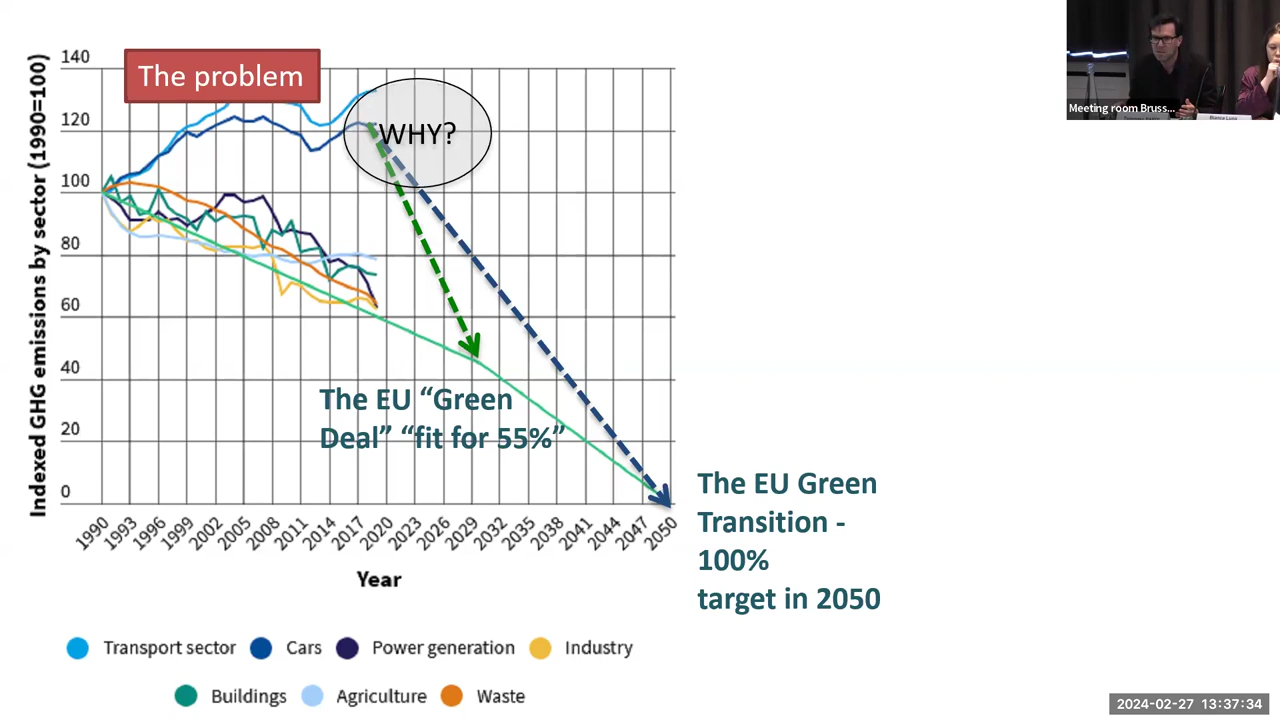 The problem
Indexed GHG emissions by sector (1990=100)
140
120
100
80
60
40
20
0
WHY?
The EU “Green
Deal” “fit for 55%”
The EU Green
Transition -
100%
target in 2050
1990 1993 1996 1999 2002 2005 2008 2011 2014 2017 2020 2023 2026 2029 2032 2035 2038 2041 2044 2047 2050
Year
Transport sector Cars Power generation Industry
Buildings Agriculture Waste
Meeting room Bruss...
2024-02-27 13:37:34